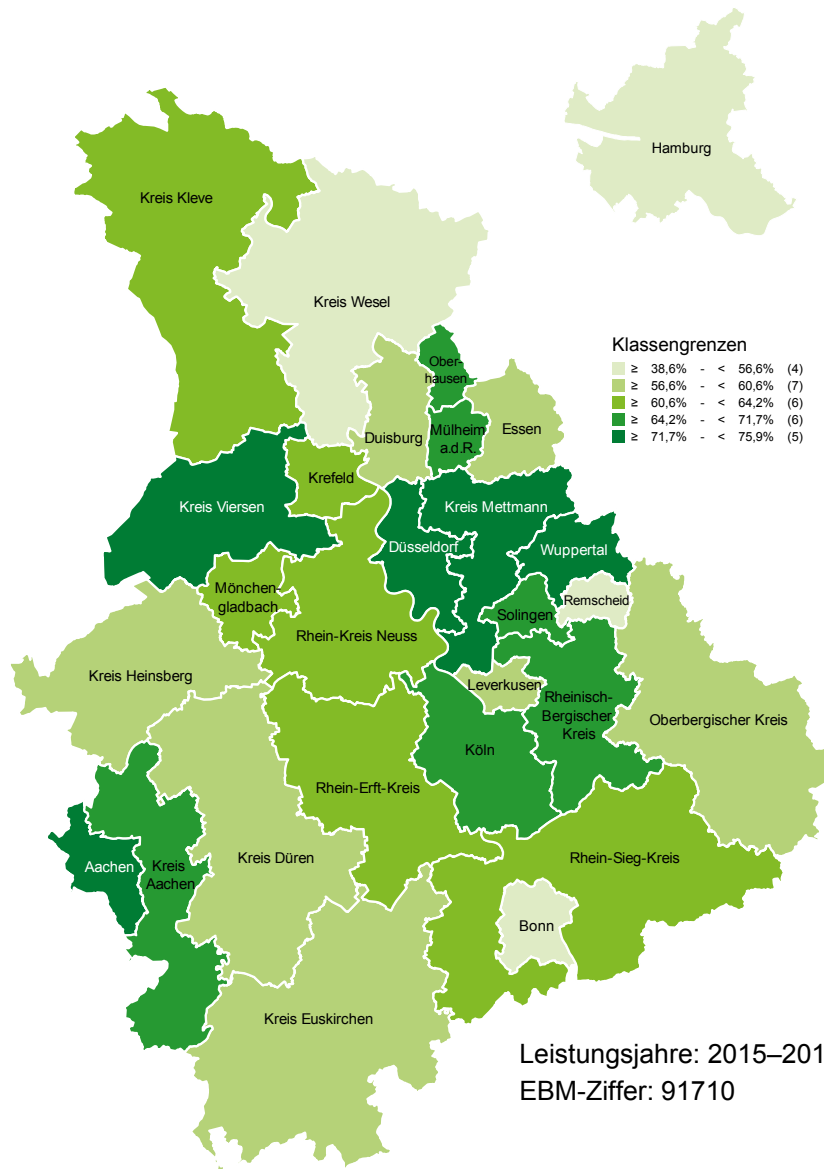 Hamburg
Kreis Kleve
Kreis Wesel
Klassengrenzen
≥ 38,6% - < 56,6% (4)
≥ 56,6% - < 60,6% (7)
≥ 60,6% - < 64,2% (6)
≥ 64,2% - < 71,7% (6)
≥ 71,7% - < 75,9% (5)
Ober-
hausen
Duisburg
Mülheim
a.d.R.
Essen
Krefeld
Kreis Viersen
Kreis Mettmann
Düsseldorf
Wuppertal
Mönchen-
gladbach
Remscheid
Solingen
Rhein-Kreis Neuss
Kreis Heinsberg
Leverkusen
Rheinisch-
Bergischer
Kreis
Oberbergischer Kreis
Köln
Rhein-Erft-Kreis
Aachen
Kreis
Aachen
Kreis Düren
Rhein-Sieg-Kreis
Bonn
Kreis Euskirchen
Leistungsjahre: 2015–201
EBM-Ziffer: 91710